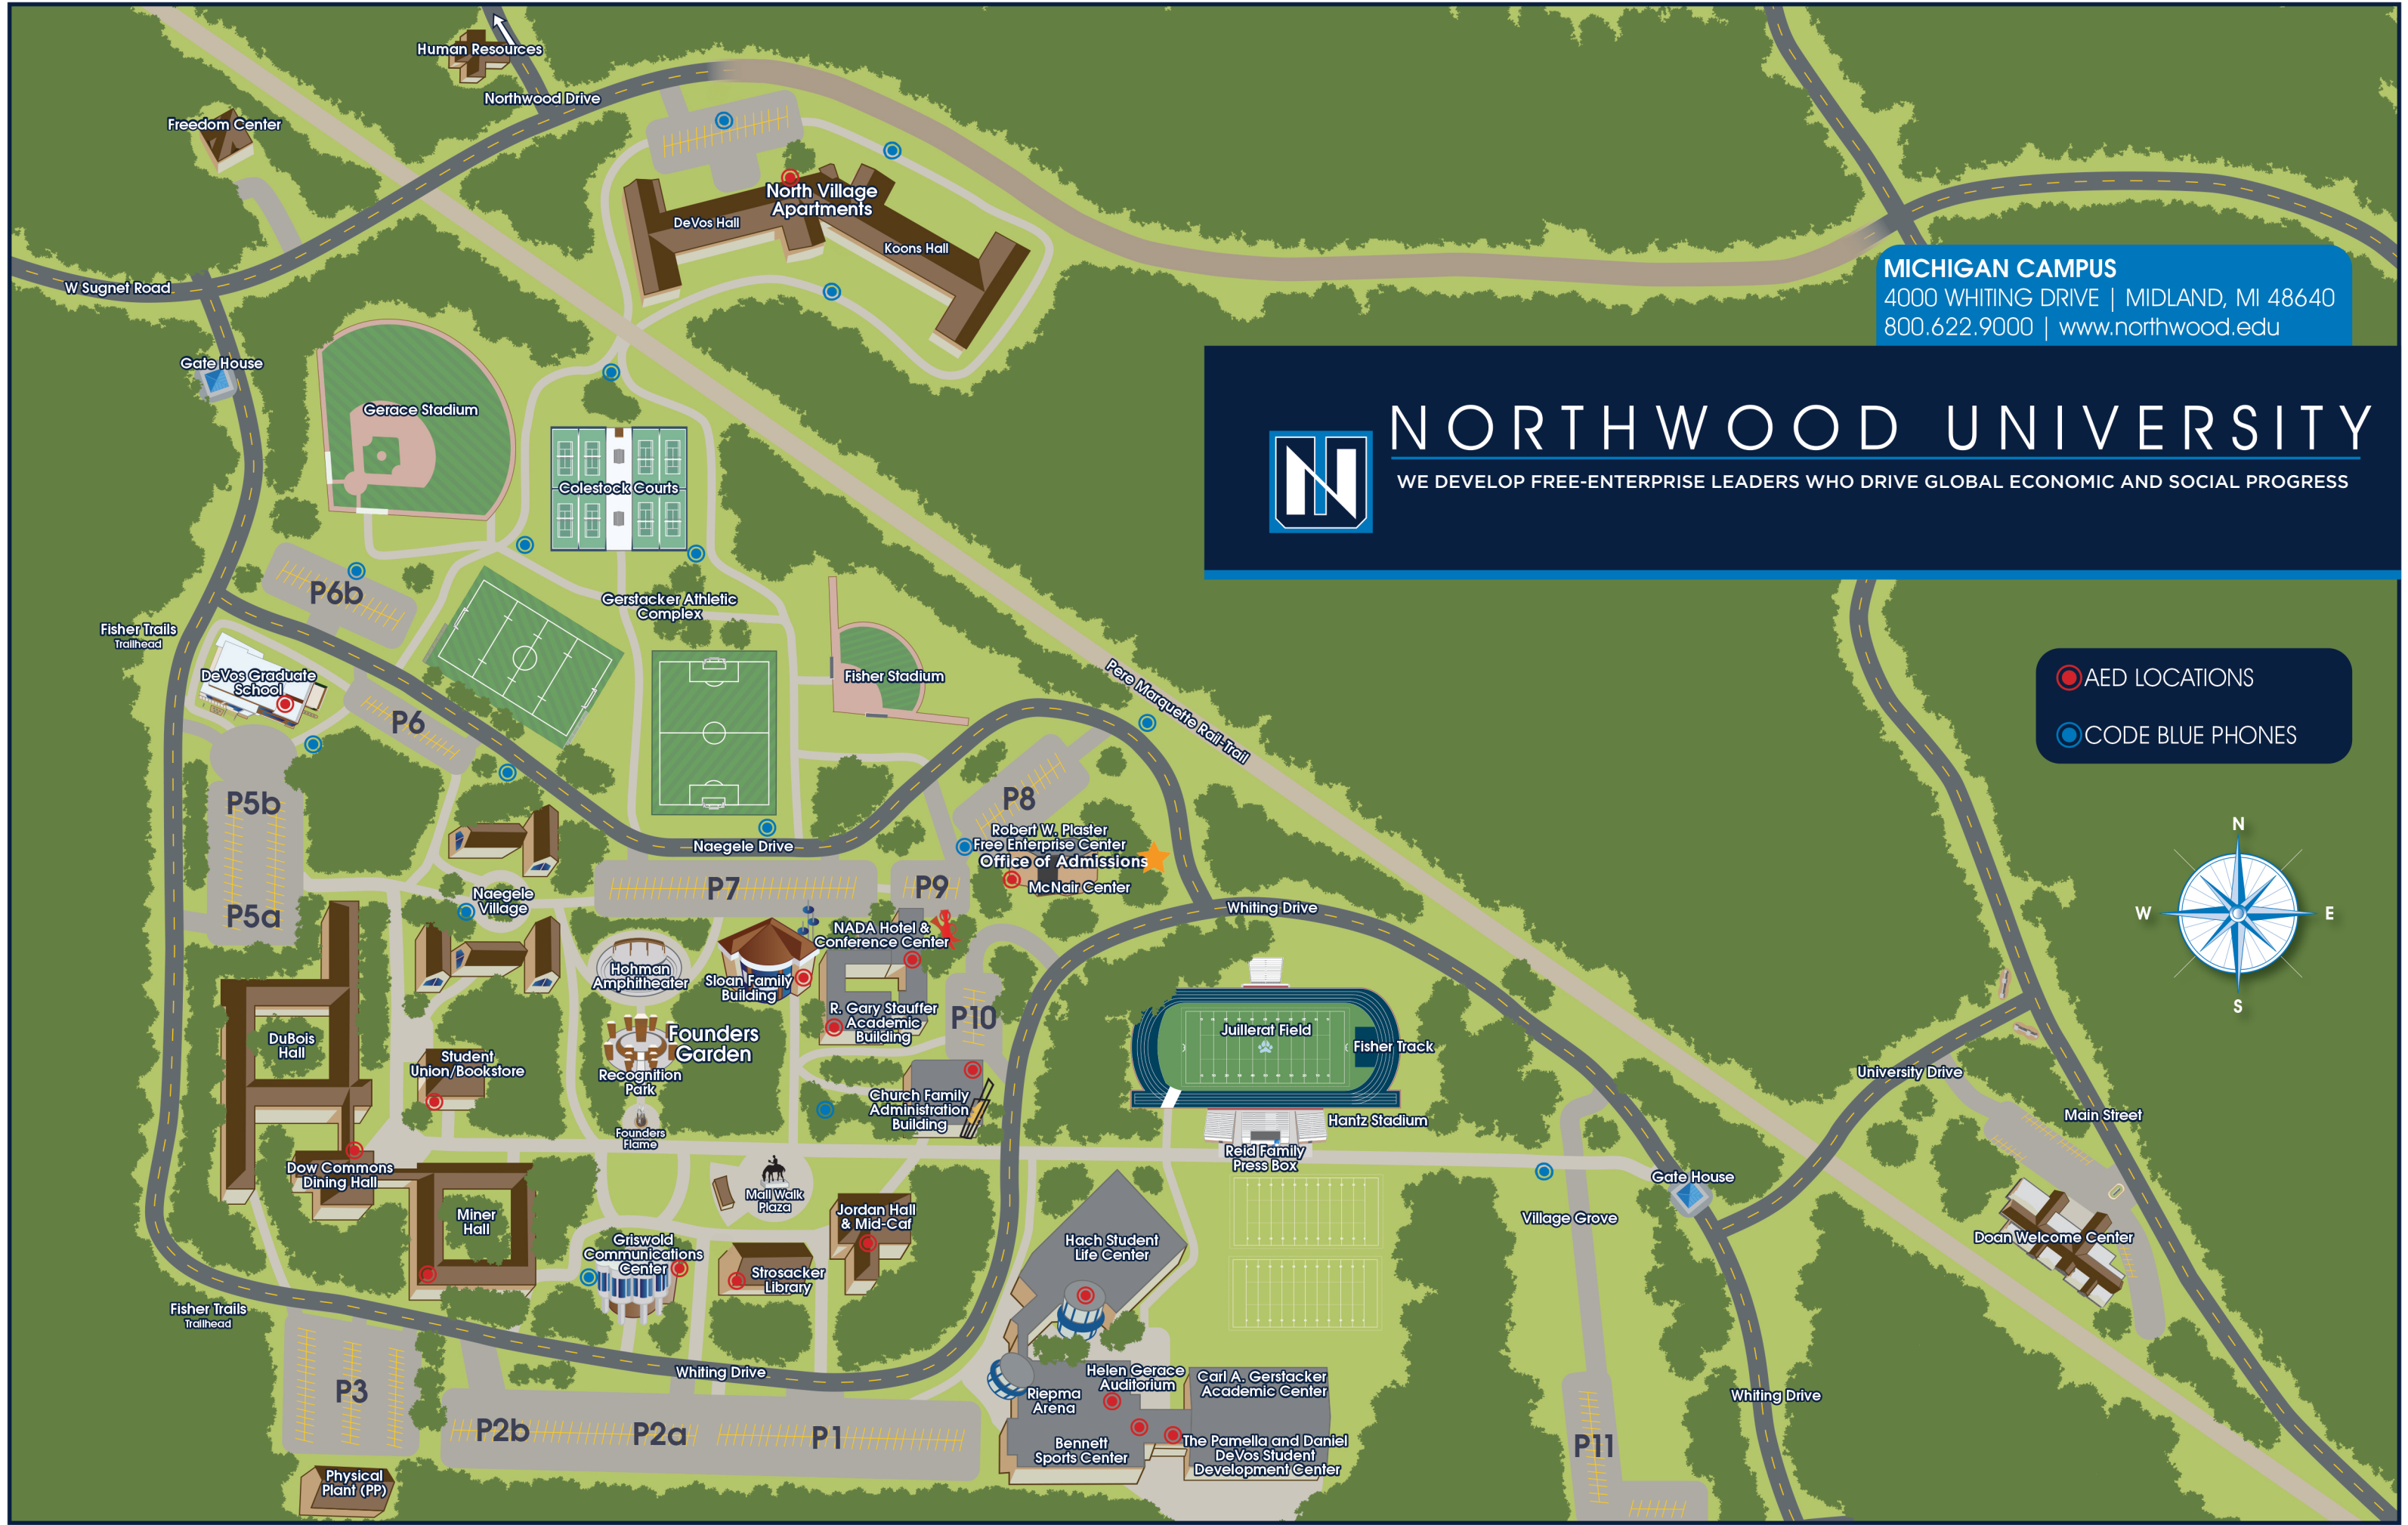 Human Resources
Northwood Drive
Freedom Center
W Sugnet Road
North Village
Apartments
DeVos Hall
Koons Hall
MICHIGAN CAMPUS
4000 WHITING DRIVE | MIDLAND, MI 48640
800.622.9000 | www.northwood.edu
NORTHWOOD UNIVERSITY
WE DEVELOP FREE-ENTERPRISE LEADERS WHO DRIVE GLOBAL ECONOMIC AND SOCIAL PROGRESS
N
Gate House
Gerace Stadium
Colestock Courts
P6b
Gerstacker Athletic
Complex
Fisher Trails
Trailhead
DeVos Graduate
School
P6
Fisher Stadium
Pere Marquette Rail-Trail
AED LOCATIONS
CODE BLUE PHONES
N
W
E
S
P5b
P5a
P8
Naegele Drive
Robert W. Plaster
Free Enterprise Center
Office of Admissions
McNair Center
P7
P9
Naegele
Village
Whiting Drive
NADA Hotel &
Conference Center
Hohman
Amphitheater
Sloan Family
Building
R. Gary Stauffer
Academic
Building
P10
Founders
Garden
Recognition
Park
DuBois
Hall
Student
Union/Bookstore
Juillerat Field
Fisher Track
Church Family
Administration
Building
Founders
Flame
Hantz Stadium
Reid Family
Press Box
University Drive
Main Street
Dow Commons
Dining Hall
Miner
Hall
Mall Walk
Plaza
Jordan Hall
& Mid-Caf
Gate House
Village Grove
Doan Welcome Center
Griswold
Communications
Center
Strosacker
Library
Hach Student
Life Center
Fisher Trails
Trailhead
Whiting Drive
P3
P2b
P2a
P1
Riepma
Arena
Helen Gerace
Auditorium
Carl A. Gerstacker
Academic Center
Bennett
Sports Center
The Pamella and Daniel
DeVos Student
Development Center
Whiting Drive
P11
Physical
Plant (PP)